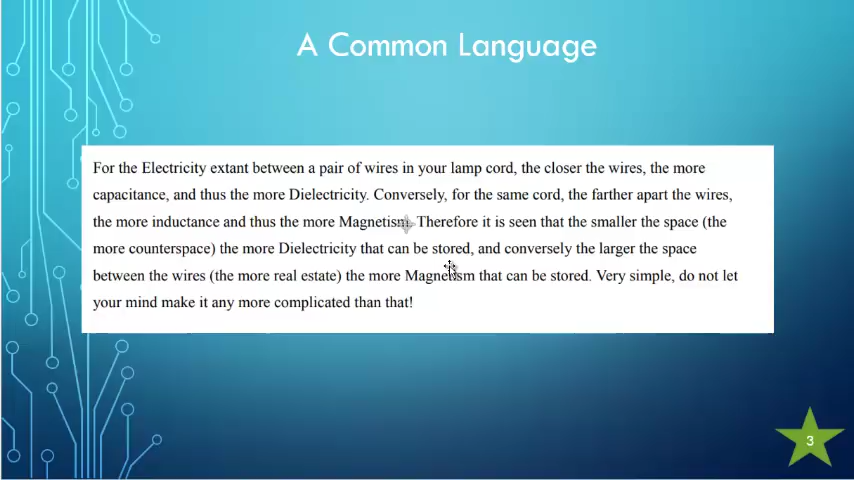 A Common Language
For the Electricity extant between a pair of wires in your lamp cord, the closer the wires, the more
capacitance, and thus the more Dielectricity. Conversely, for the same cord, the farther apart the wires,
the more inductance and thus the more Magnetism. Therefore it is seen that the smaller the space (the
more counterspace) the more Dielectricity that can be stored, and conversely the larger the space
between the wires (the more real estate) the more Magnetism that can be stored. Very simple, do not let
your mind make it any more complicated than that!
3